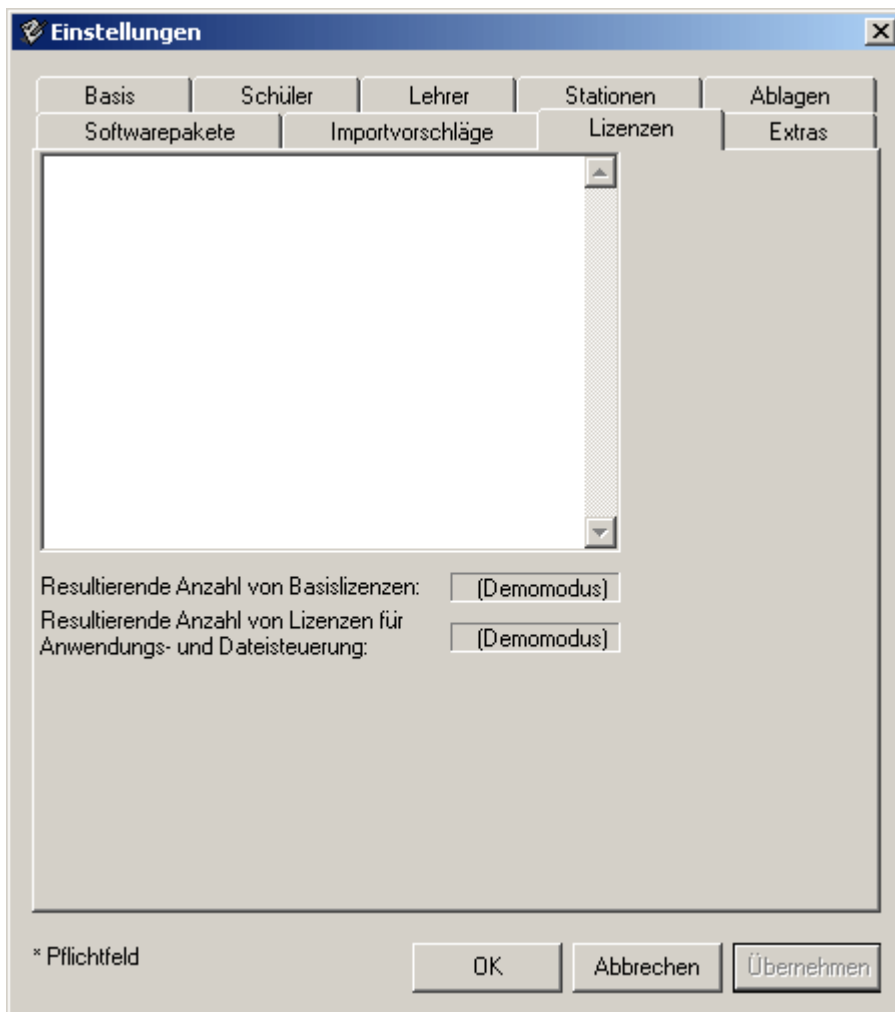 Einstellungen
Basis Schüler Lehrer Stationen Ablagen
Softwarepakete Importvorschläge Lizenzen Extras
Resultierende Anzahl von Basislizenzen: (Demomodus)
Resultierende Anzahl von Lizenzen für
Anwendungs- und Dateisteuerung: (Demomodus)
* Pflichtfeld OK Abbrechen Übernehmen